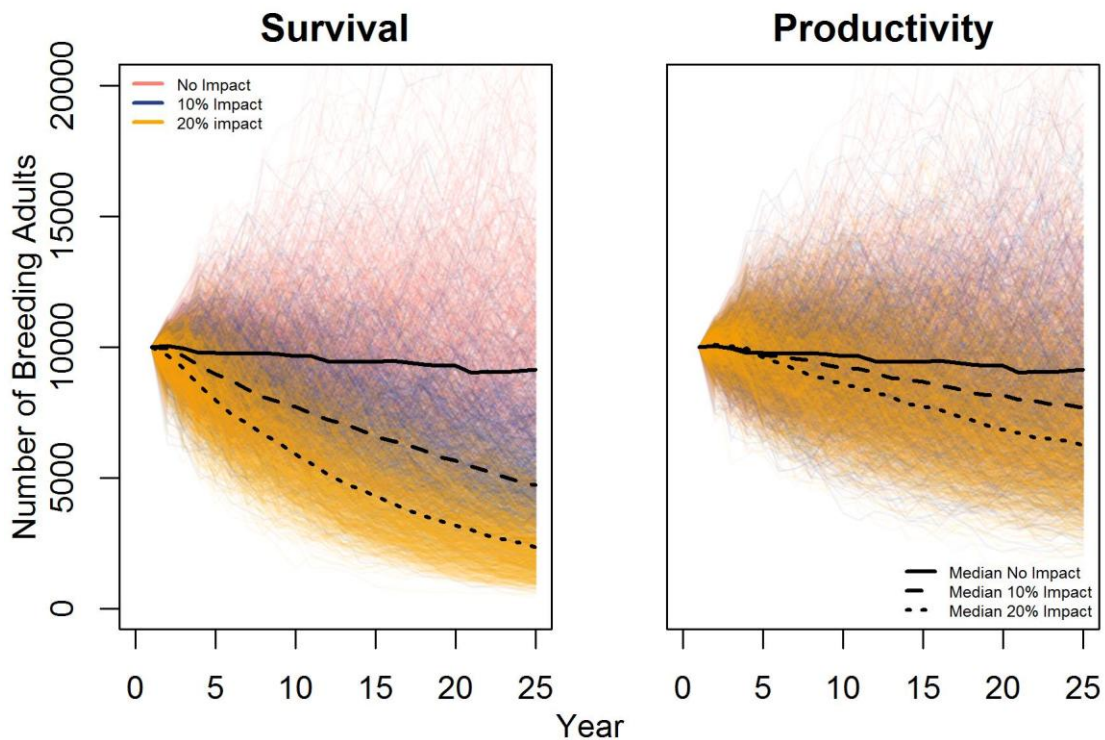 Survival
Productivity
No Impact
10% Impact
20% impact
Number of Breeding Adults
20000
15000
10000
5000
0
Median No Impact
Median 10% Impact
Median 20% Impact
0 5 10 15 20 25
0 5 10 15 20 25
Year